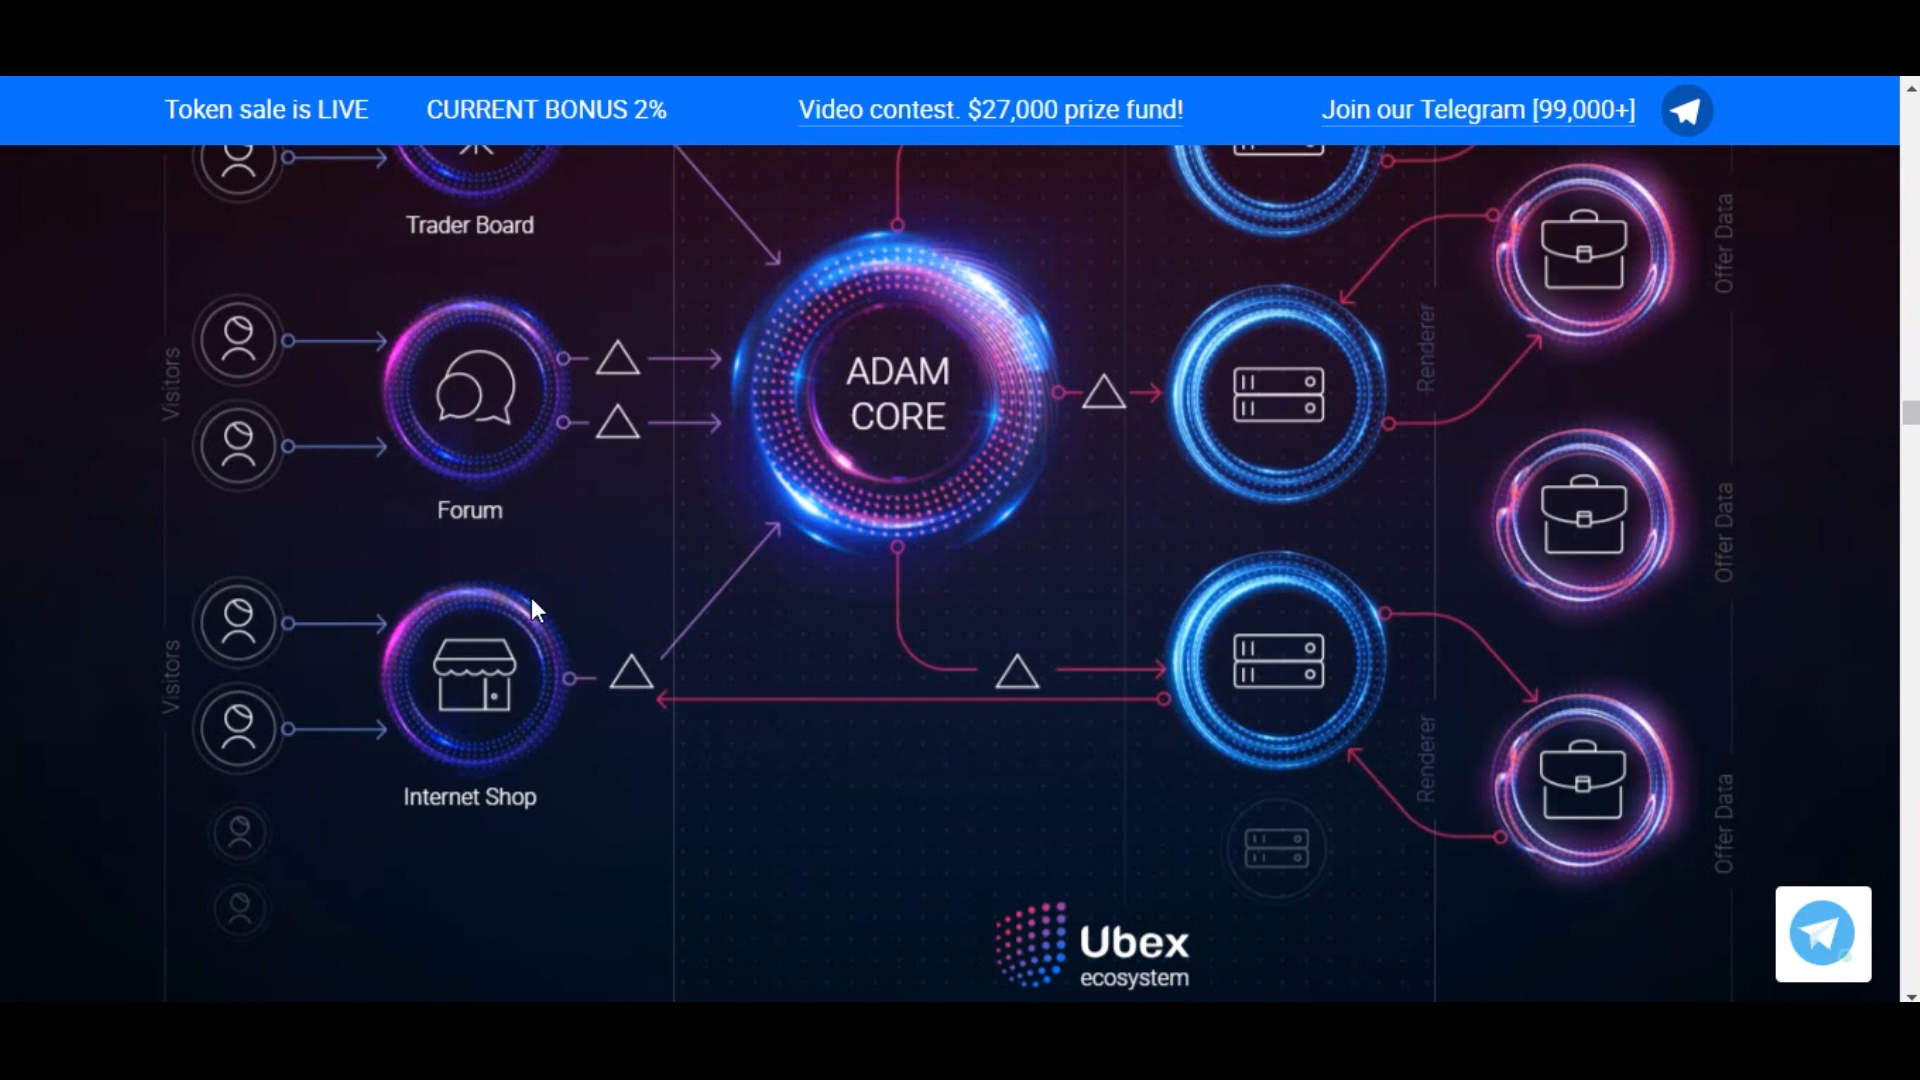 Token sale is LIVE
CURRENT BONUS 2%
Video contest. $27,000 prize fund!
Join our Telegram [99,000+]
Trader Board
Offer Data
Visitors
ADAM
CORE
Renderer
Forum
Offer Data
Visitors
Internet Shop
Renderer
Offer Data
Ubex
ecosystem